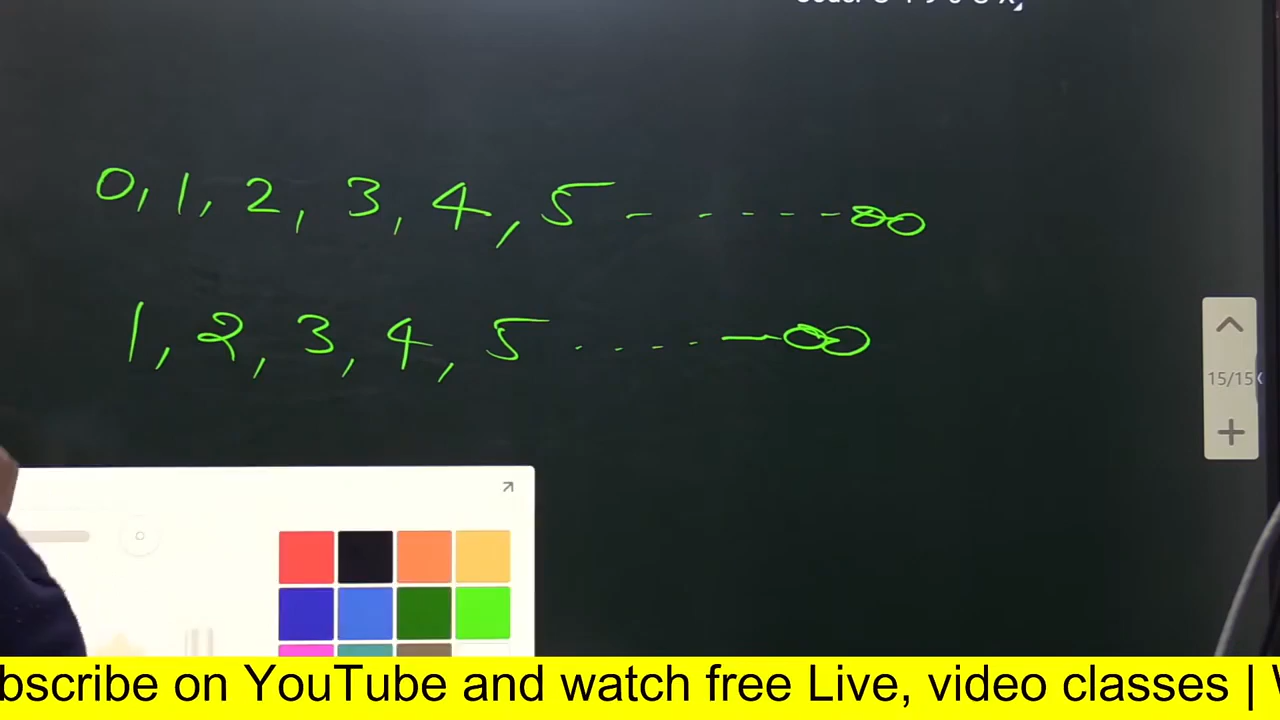 0, 1, 2, 3, 4, 5 - - - - - - ∞
1, 2, 3, 4, 5 . . . . . — ∞
15/15
bscribe on YouTube and watch free Live, video classes |